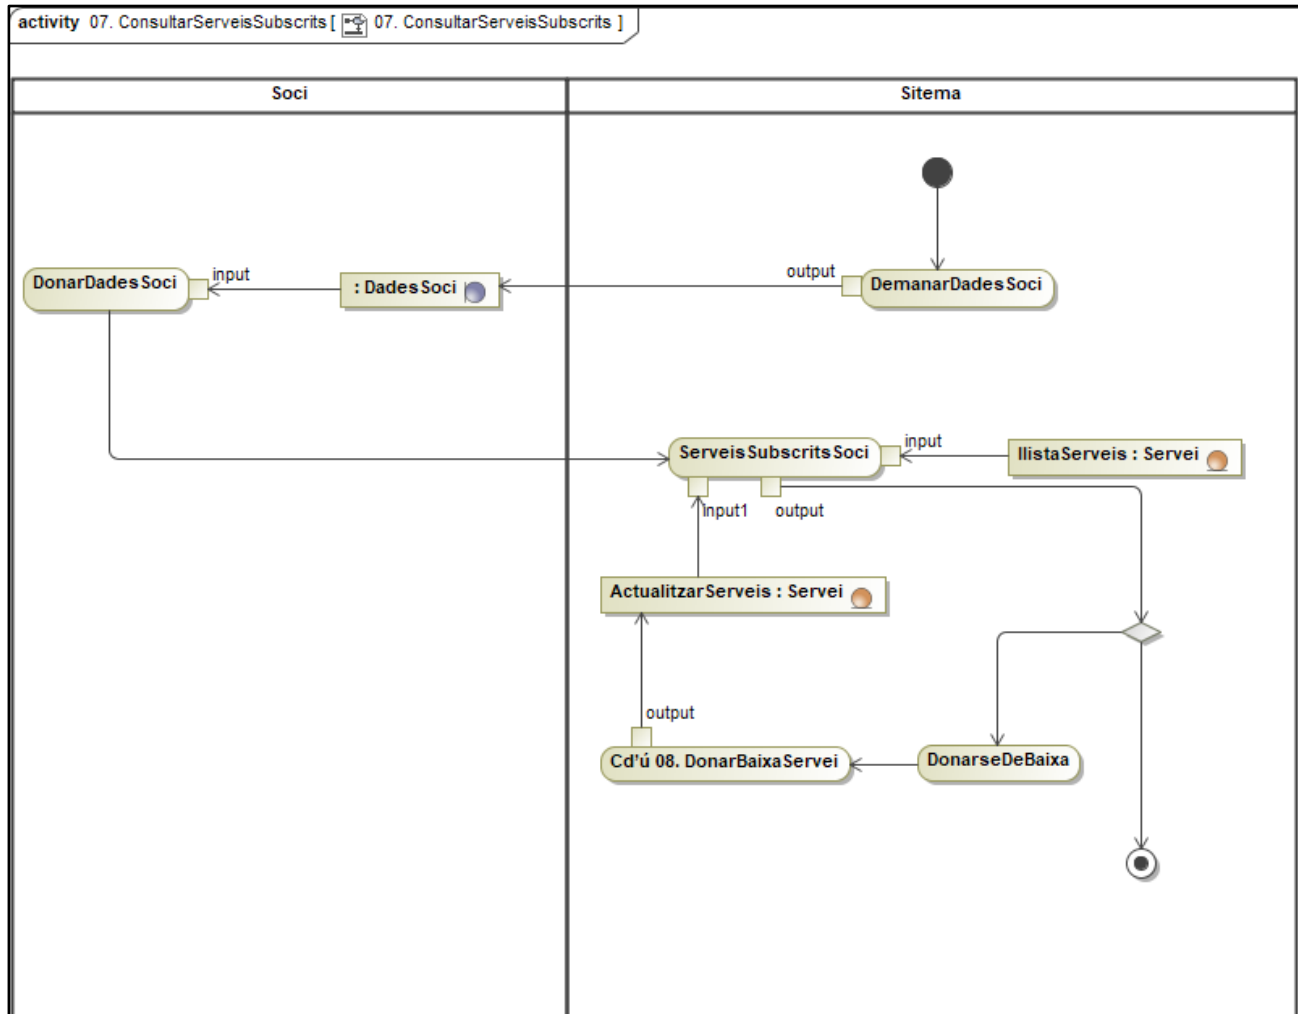 activity 07. ConsultarServeisSubscrits [ 07. ConsultarServeisSubscrits ]
Soci
Sitema
DonarDadesSoci
input
: DadesSoci
output
DemanarDadesSoci
ServeisSubscritsSoci
input
llistaServeis : Servei
input1
output
ActualitzarServeis : Servei
output
Cd'ú 08. DonarBaixaServei
DonarseDeBaixa